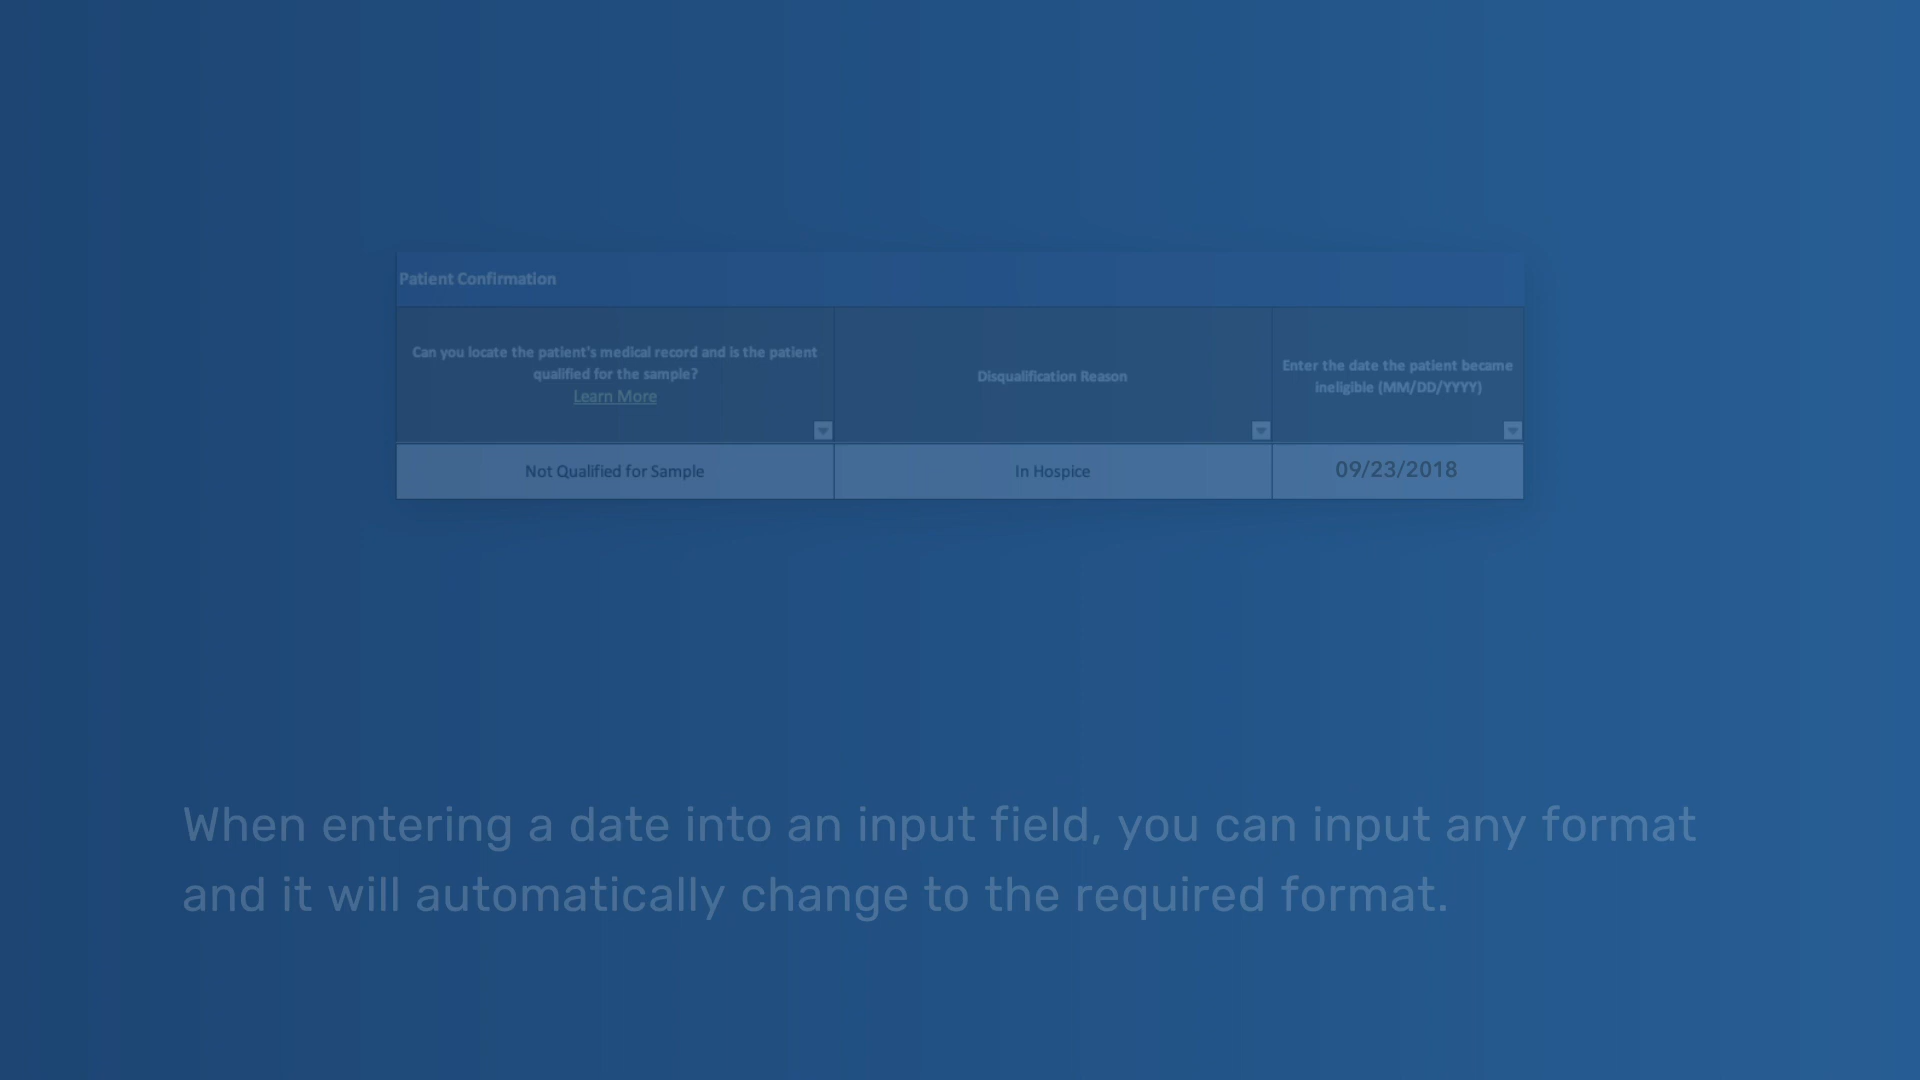 Patient Confirmation
Can you locate the patient's medical record and is the patient
qualified for the sample?
Learn More
Disqualification Reason
Enter the date the patient became
ineligible (MM/DD/YYYY)
Not Qualified for Sample
In Hospice
09/23/2018
When entering a date into an input field, you can input any format
and it will automatically change to the required format.